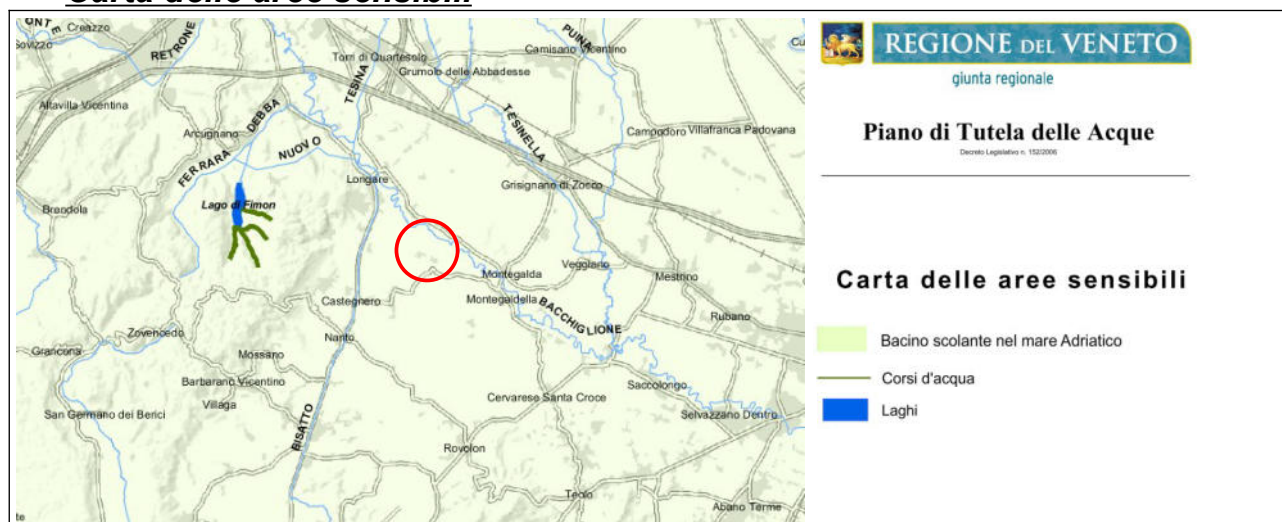 Carta delle aree sensibili
ONTE
Creazzo
Sovizzo
RETRONE
Torri di Quartesolo
PUINA
Camisano Vicentino
Grumolo delle Abbadesse
Altavilla Vicentina
TESINA
Arcugnano
DEBBA
TESINELLA
Campodoro
Villafranca Padovana
FERRARA
NUOVO
Longare
Grisignano di Zocco
Brendola
Lago di Fimon
Montegalda
Veggiano
Mestrino
Castegnero
Montegaldella
BACCHIGLIONE
Rubano
Zovencedo
Nanto
Grancona
Mossano
Barbarano Vicentino
Villaga
Saccolongo
Cervarese Santa Croce
San Germano dei Berici
Selvazzano Dentro
BISATTO
Rovolon
Teolo
Abano Terme
REGIONE DEL VENETO
giunta regionale
Piano di Tutela delle Acque
Decreto Legislativo n. 152/2006
Carta delle aree sensibili
Bacino scolante nel mare Adriatico
Corsi d'acqua
Laghi